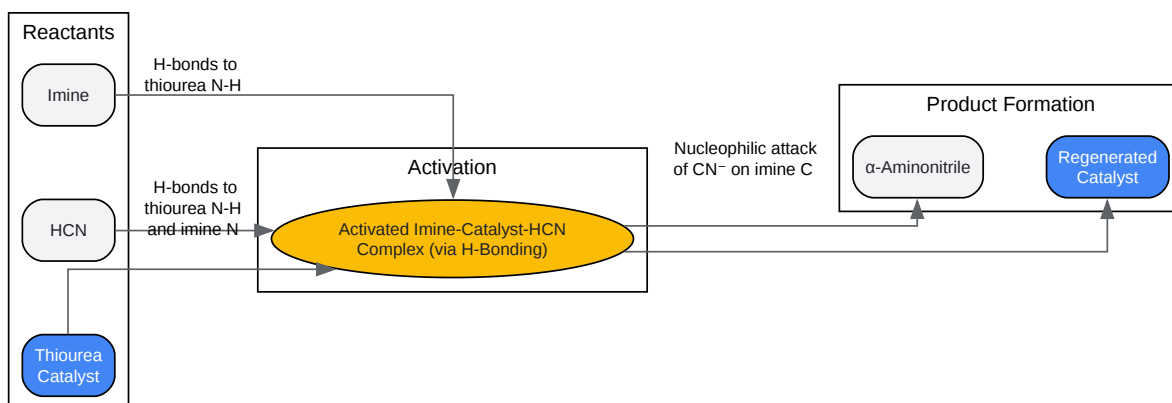 Reactants
Imine
H-bonds to
thiourea N-H
HCN
H-bonds to
thiourea N-H
and imine N
Thiourea
Catalyst
Activation
Activated Imine-Catalyst-HCN
Complex (via H-Bonding)
Nucleophilic attack
of CN⁻ on imine C
Product Formation
α-Aminonitrile
Regenerated
Catalyst